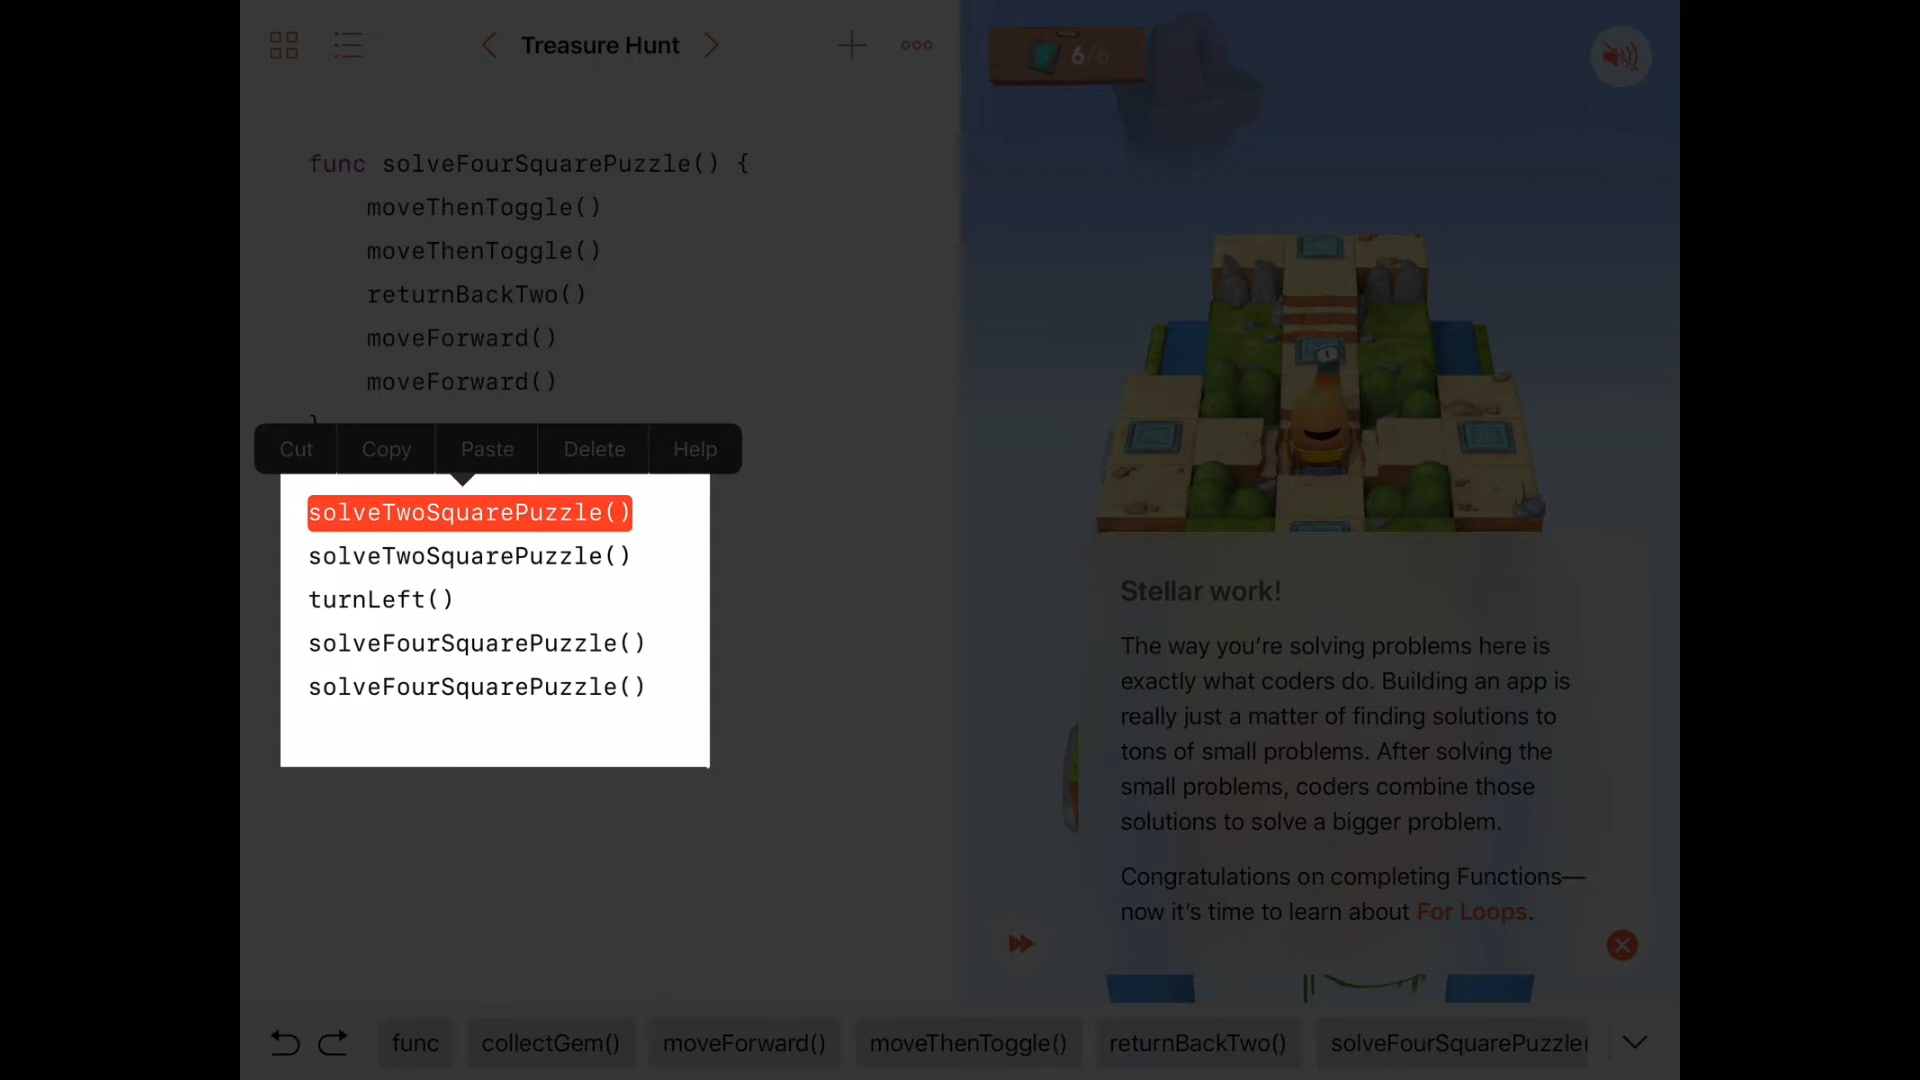 Treasure Hunt
6/6
func solveFourSquarePuzzle() {
moveThenToggle()
moveThenToggle()
returnBackTwo()
moveForward()
moveForward()
}
Cut Copy Paste Delete Help
solveTwoSquarePuzzle()
solveTwoSquarePuzzle()
turnLeft()
solveFourSquarePuzzle()
solveFourSquarePuzzle()
Stellar work!
The way you’re solving problems here is
exactly what coders do. Building an app is
really just a matter of finding solutions to
tons of small problems. After solving the
small problems, coders combine those
solutions to solve a bigger problem.
Congratulations on completing Functions—
now it’s time to learn about For Loops.
func collectGem() moveForward() moveThenToggle() returnBackTwo() solveFourSquarePuzzle(